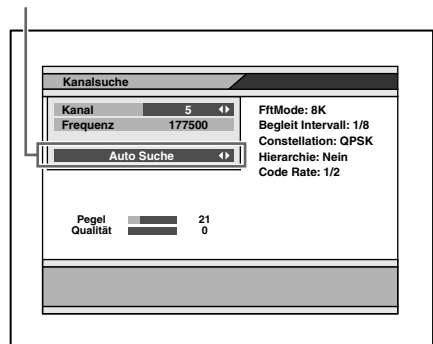 Kanalsuche
Kanal 5
Frequenz 177500
Auto Suche
FftMode: 8K
Begleit Intervall: 1/8
Constellation: QPSK
Hierarchie: Nein
Code Rate: 1/2
Pegel 21
Qualität 0